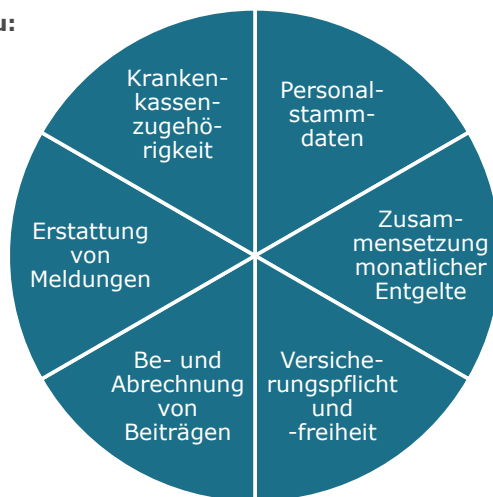 u:
Kranken-
kassen-
zugehö-
rigkeit
Personal-
stamm-
daten
Zusam-
mensetzung
monatlicher
Entgelte
Versiche-
rungspflicht
und
-freiheit
Be- und
Abrechnung
von
Beiträgen
Erstattung
von
Meldungen